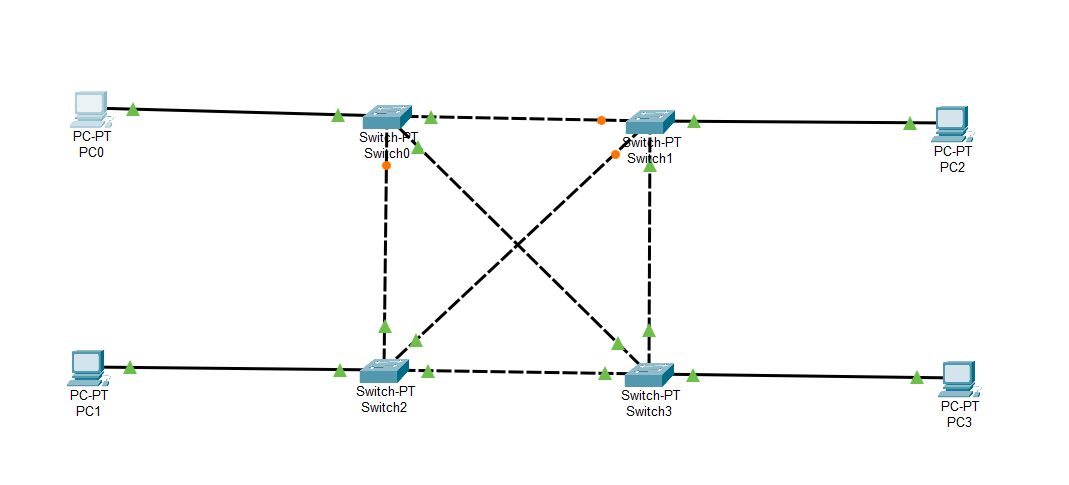 PC-PT
PC0
Switch-PT
Switch0
Switch-PT
Switch1
PC-PT
PC2
PC-PT
PC1
Switch-PT
Switch2
Switch-PT
Switch3
PC-PT
PC3